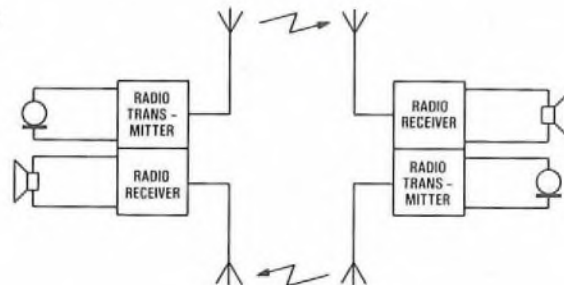 RADIO
TRANS -
MITTER
RADIO
RECEIVER
RADIO
RECEIVER
RADIO
TRANS -
MITTER